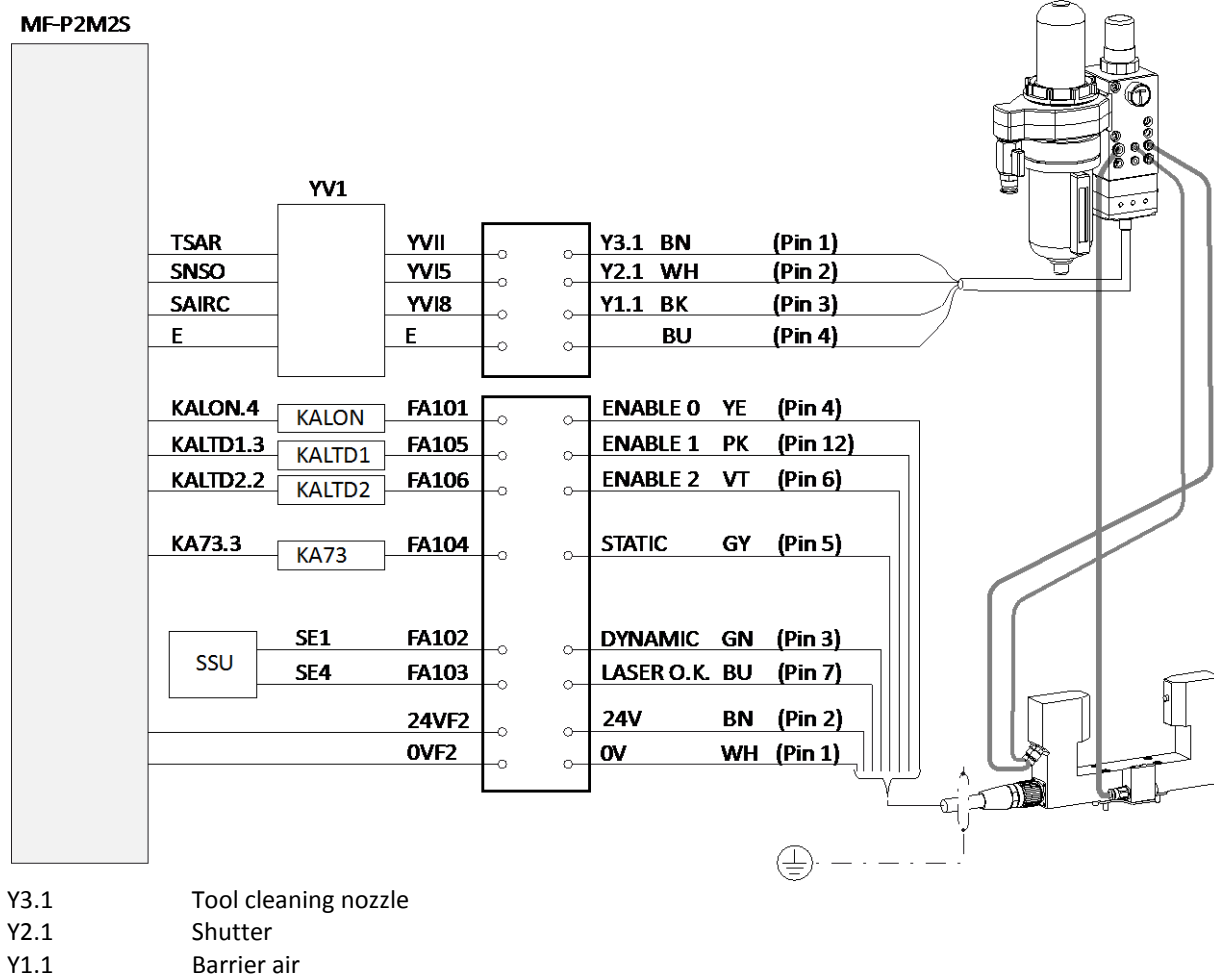 MF-P2M2S
YV1
TSAR YVII Y3.1 BN (Pin 1)
SNSO YVI5 Y2.1 WH (Pin 2)
SAIRC YVI8 Y1.1 BK (Pin 3)
E E BU (Pin 4)
KALON.4 KALON FA101 ENABLE 0 YE (Pin 4)
KALTD1.3 KALTD1 FA105 ENABLE 1 PK (Pin 12)
KALTD2.2 KALTD2 FA106 ENABLE 2 VT (Pin 6)
KA73.3 KA73 FA104 STATIC GY (Pin 5)
SSU SE1 FA102 DYNAMIC GN (Pin 3)
SE4 FA103 LASER O.K. BU (Pin 7)
24VF2 24V BN (Pin 2)
0VF2 0V WH (Pin 1)
Y3.1 Tool cleaning nozzle
Y2.1 Shutter
Y1.1 Barrier air